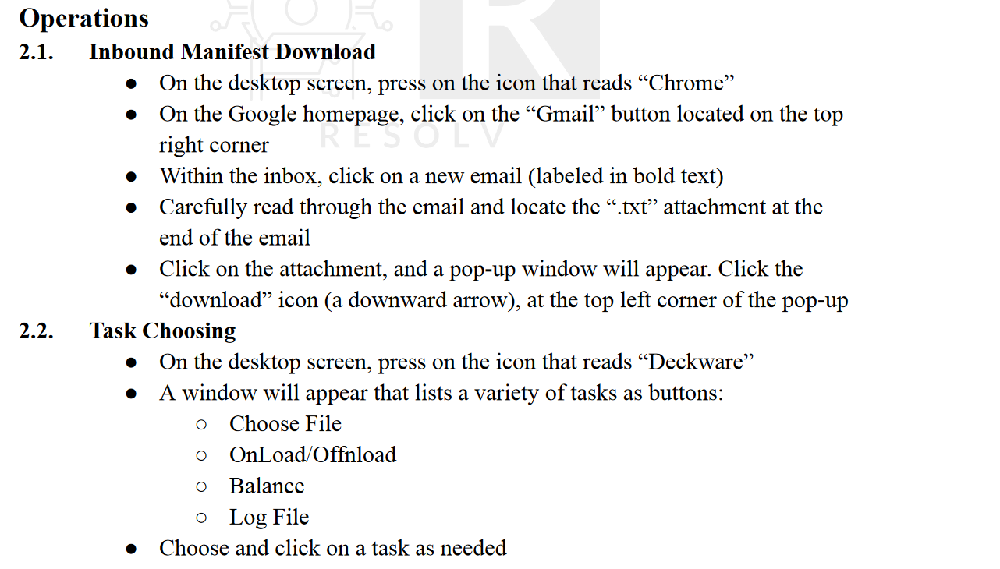 Operations
2.1. Inbound Manifest Download
● On the desktop screen, press on the icon that reads “Chrome”
● On the Google homepage, click on the “Gmail” button located on the top
right corner
RESOLV
● Within the inbox, click on a new email (labeled in bold text)
● Carefully read through the email and locate the “.txt” attachment at the
end of the email
● Click on the attachment, and a pop-up window will appear. Click the
“download” icon (a downward arrow), at the top left corner of the pop-up
2.2. Task Choosing
● On the desktop screen, press on the icon that reads “Deckware”
● A window will appear that lists a variety of tasks as buttons:
○ Choose File
○ OnLoad/Offnload
○ Balance
○ Log File
● Choose and click on a task as needed